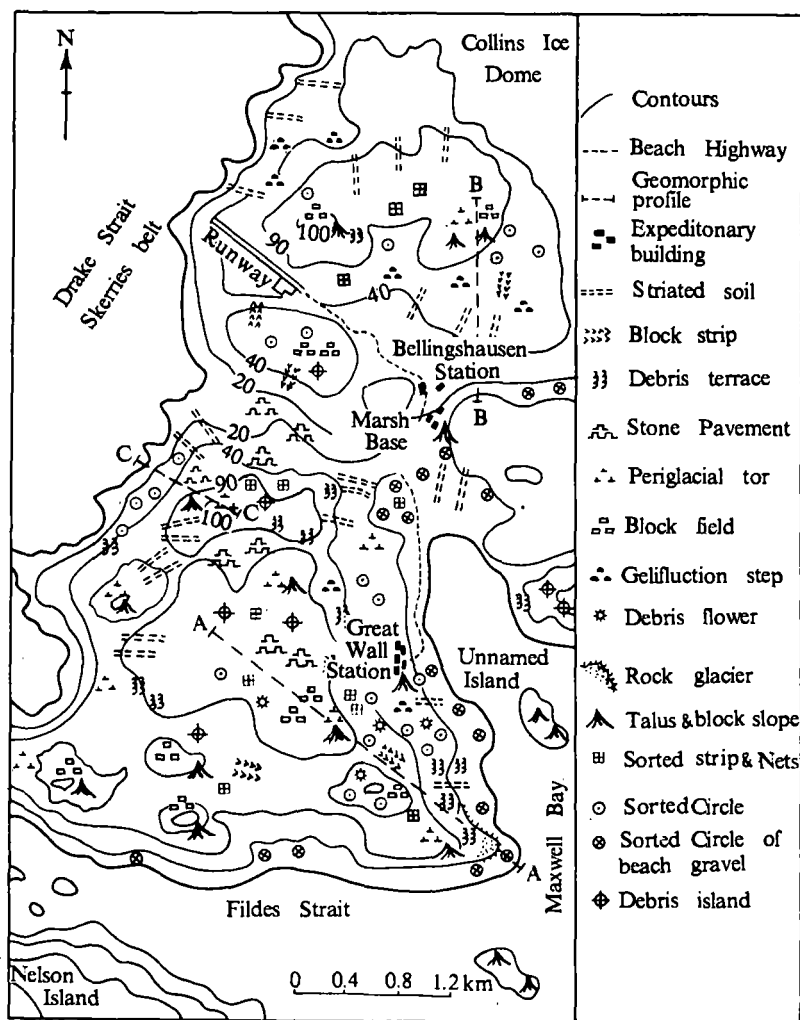 N
Collins Ice
Dome
B
100
90
Runway
40
Drake Strait
Skerries belt
Bellingshausen
Station
40
20
Marsh
Base
B
20
C
40
90
100
C
A
Great
Wall
Station
Unnamed
Island
Maxwell Bay
A
Fildes Strait
Nelson
Island
0 0.4 0.8 1.2 km
Contours
Beach Highway
Geomorphic
profile
Expeditonary
building
Striated soil
Block strip
Debris terrace
Stone Pavement
Periglacial tor
Block field
Gelifluction step
Debris flower
Rock glacier
Talus & block slope
Sorted strip & Nets
Sorted Circle
Sorted Circle of
beach gravel
Debris island